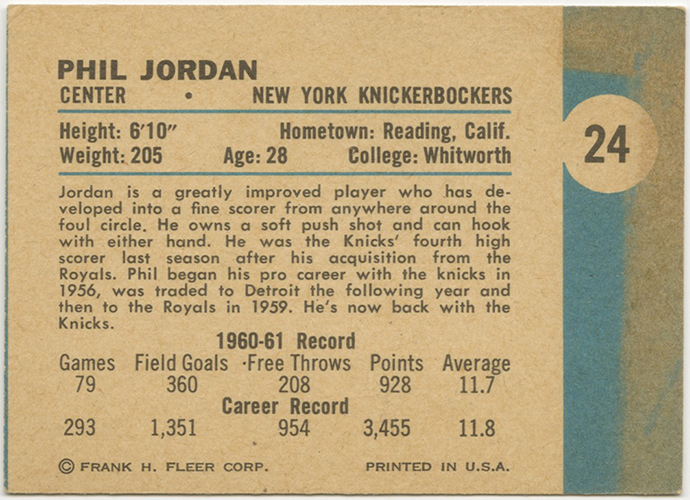 PHIL JORDAN
CENTER • NEW YORK KNICKERBOCKERS
Height: 6'10" Hometown: Reading, Calif.
Weight: 205 Age: 28 College: Whitworth
24
Jordan is a greatly improved player who has de-
veloped into a fine scorer from anywhere around the
foul circle. He owns a soft push shot and can hook
with either hand. He was the Knicks' fourth high
scorer last season after his acquisition from the
Royals. Phil began his pro career with the knicks in
1956, was traded to Detroit the following year and
then to the Royals in 1959. He's now back with the
Knicks.
1960-61 Record
Games Field Goals ·Free Throws Points Average
79 360 208 928 11.7
Career Record
293 1,351 954 3,455 11.8
© FRANK H. FLEER CORP. PRINTED IN U.S.A.